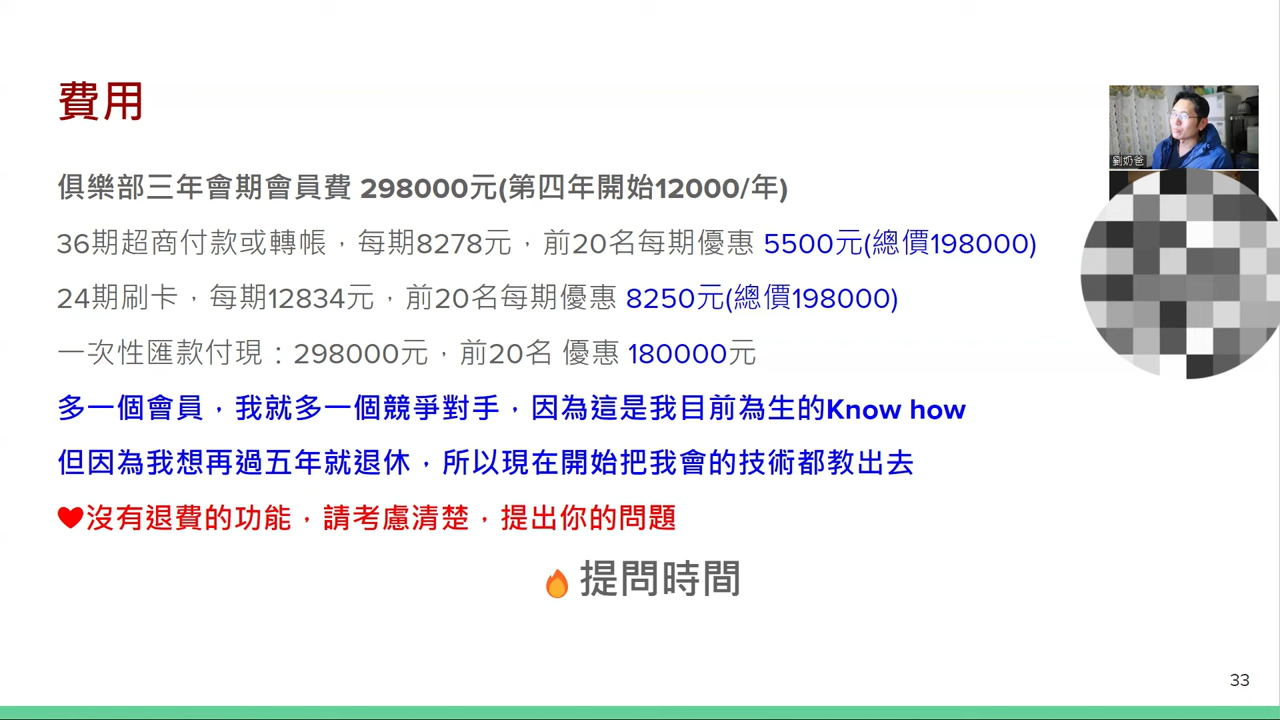 費用
劉奶爸
俱樂部三年會期會員費 298000元(第四年開始12000/年)
36期超商付款或轉帳，每期8278元，前20名每期優惠 5500元(總價198000)
24期刷卡，每期12834元，前20名每期優惠 8250元(總價198000)
一次性匯款付現：298000元，前20名 優惠 180000元
多一個會員，我就多一個競爭對手，因為這是我目前為生的Know how
但因為我想再過五年就退休，所以現在開始把我會的技術都教出去
❤沒有退費的功能，請考慮清楚，提出你的問題
🔥提問時間
33